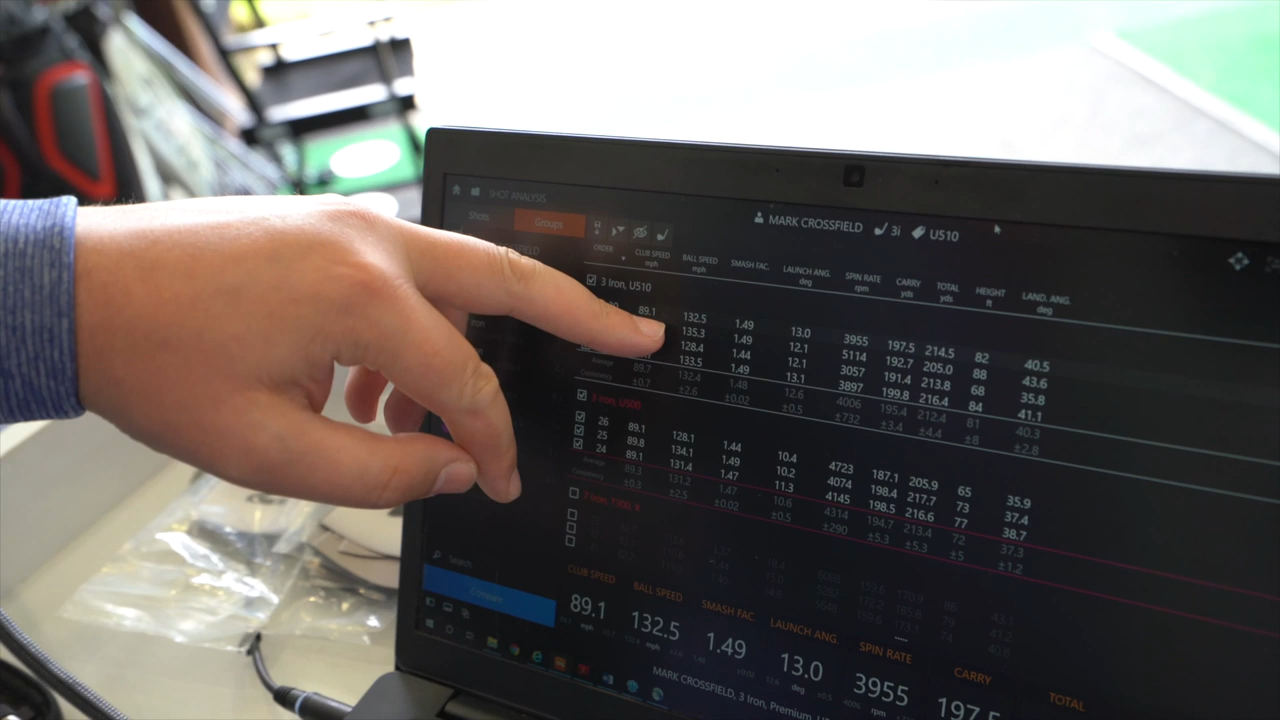 SHOT ANALYSIS
Shots Groups
MARK CROSSFIELD 3i U510
ORDER CLUB SPEED mph BALL SPEED mph SMASH FAC. LAUNCH ANG. deg SPIN RATE rpm CARRY yds TOTAL yds HEIGHT ft LAND. ANG. deg
3 Iron, U510
89.1 132.5 1.49 13.0 3955 197.5 214.5 82 40.5
135.3 1.49 12.1 5114 192.7 205.0 88 43.6
128.4 1.44 12.1 3057 191.4 213.8 68 35.8
133.5 1.49 13.1 3897 199.8 216.4 84 41.1
Average 89.7 132.4 1.48 12.6 4006 195.4 212.4 81 40.3
Consistency ±0.7 ±2.6 ±0.02 ±0.5 ±732 ±3.4 ±4.4 ±8 ±2.8
3 Iron, U500
26 89.1 128.1 1.44 10.4 4723 187.1 205.9 65 35.9
25 89.8 134.1 1.49 10.2 4074 198.4 217.7 73 37.4
24 89.1 131.4 1.47 11.3 4145 198.5 216.6 77 38.7
Average 89.3 131.2 1.47 10.6 4314 194.7 213.4 72 37.3
Consistency ±0.3 ±2.5 ±0.02 ±0.5 ±290 ±5.3 ±5.3 ±5 ±1.2
Search
Compare
CLUB SPEED BALL SPEED SMASH FAC. LAUNCH ANG. SPIN RATE CARRY TOTAL
89.1 132.5 1.49 13.0 3955 197.5
mph mph deg rpm
MARK CROSSFIELD, 3 Iron, Premium,